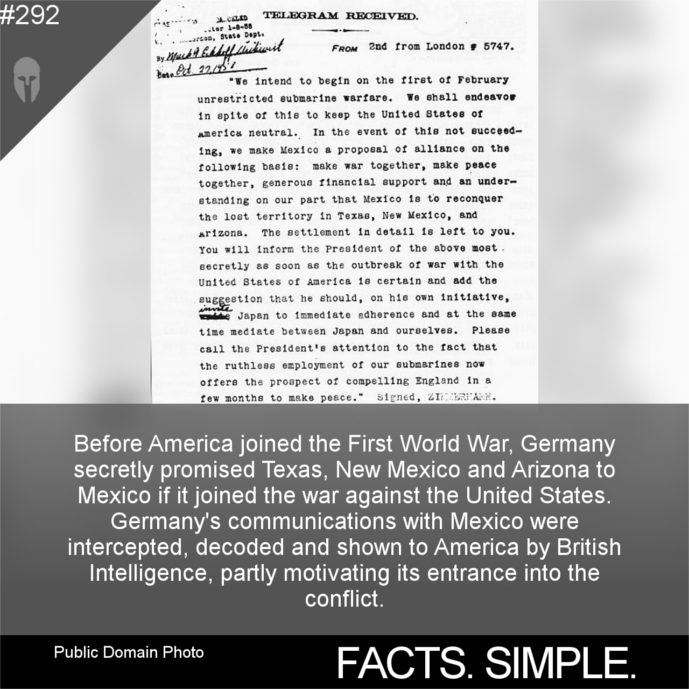 #292
TELEGRAM RECEIVED.
1-8-58
State Dept.
By Mark G. Eckhoff
Date Oct. 27, 1958
FROM 2nd from London # 5747.
"We intend to begin on the first of February
unrestricted submarine warfare. We shall endeavor
in spite of this to keep the United States of
America neutral. In the event of this not succeed-
ing, we make Mexico a proposal of alliance on the
following basis: make war together, make peace
together, generous financial support and an under-
standing on our part that Mexico is to reconquer
the lost territory in Texas, New Mexico, and
Arizona. The settlement in detail is left to you.
You will inform the President of the above most
secretly as soon as the outbreak of war with the
United States of America is certain and add the
suggestion that he should, on his own initiative,
invite
Japan to immediate adherence and at the same
time mediate between Japan and ourselves. Please
call the President's attention to the fact that
the ruthless employment of our submarines now
offers the prospect of compelling England in a
few months to make peace." Signed, ZIMMERMANN.
Before America joined the First World War, Germany
secretly promised Texas, New Mexico and Arizona to
Mexico if it joined the war against the United States.
Germany's communications with Mexico were
intercepted, decoded and shown to America by British
Intelligence, partly motivating its entrance into the
conflict.
Public Domain Photo
FACTS. SIMPLE.